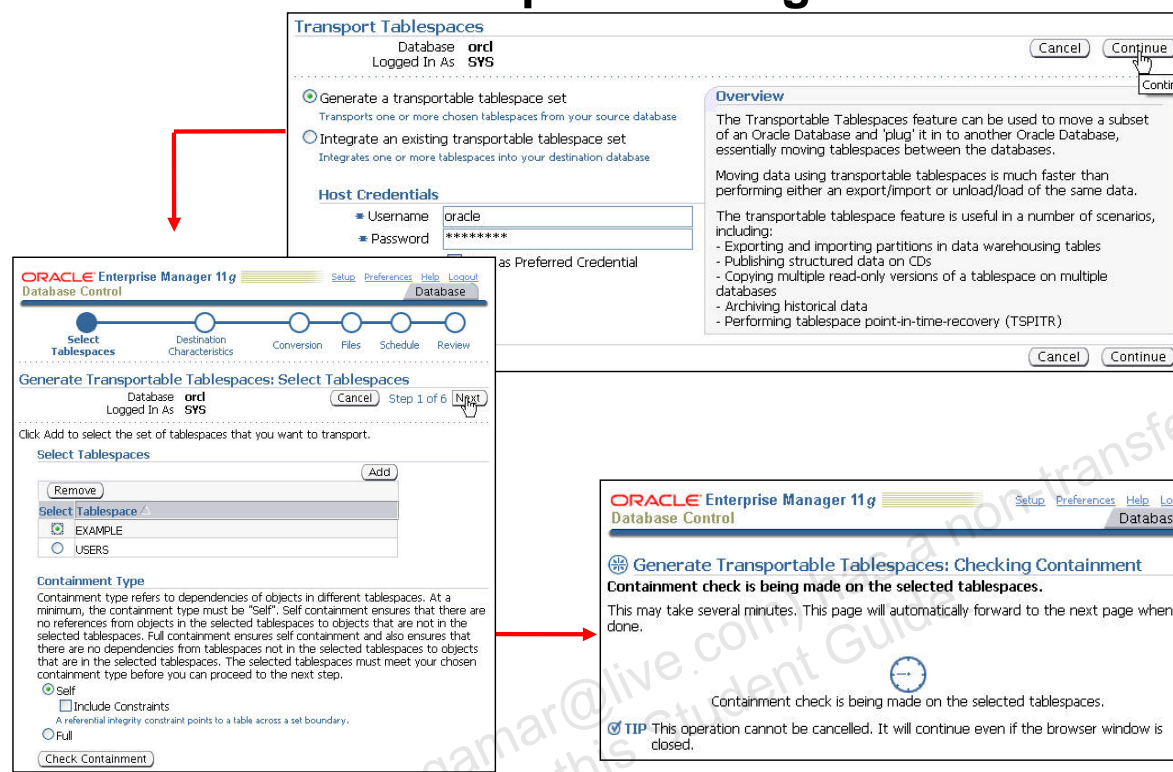 Transport Tablespaces
Database orcl
Logged In As SYS
Cancel
Continue
Generate a transportable tablespace set
Transports one or more chosen tablespaces from your source database
Integrate an existing transportable tablespace set
Integrates one or more tablespaces into your destination database
Host Credentials
* Username oracle
* Password ********
as Preferred Credential
Overview
The Transportable Tablespaces feature can be used to move a subset
of an Oracle Database and 'plug' it in to another Oracle Database,
essentially moving tablespaces between the databases.
Moving data using transportable tablespaces is much faster than
performing either an export/import or unload/load of the same data.
The transportable tablespace feature is useful in a number of scenarios,
including:
- Exporting and importing partitions in data warehousing tables
- Publishing structured data on CDs
- Copying multiple read-only versions of a tablespace on multiple
databases
- Archiving historical data
- Performing tablespace point-in-time-recovery (TSPITR)
Cancel
Continue
ORACLE Enterprise Manager 11g
Database Control
Setup Preferences Help Logout
Database
Select Tablespaces
Destination Characteristics
Conversion
Files
Schedule
Review
Generate Transportable Tablespaces: Select Tablespaces
Database orcl
Logged In As SYS
Cancel Step 1 of 6 Next
Click Add to select the set of tablespaces that you want to transport.
Select Tablespaces
Add
Remove
Select Tablespace
EXAMPLE
USERS
Containment Type
Containment type refers to dependencies of objects in different tablespaces. At a
minimum, the containment type must be "Self". Self containment ensures that there are
no references from objects in the selected tablespaces to objects that are not in the
selected tablespaces. Full containment ensures self containment and also ensures that
there are no dependencies from tablespaces not in the selected tablespaces to objects
that are in the selected tablespaces. The selected tablespaces must meet your chosen
containment type before you can proceed to the next step.
Self
Include Constraints
A referential integrity constraint points to a table across a set boundary.
Full
Check Containment
ORACLE Enterprise Manager 11g
Database Control
Setup Preferences Help
Generate Transportable Tablespaces: Checking Containment
Containment check is being made on the selected tablespaces.
This may take several minutes. This page will automatically forward to the next page when
done.
Containment check is being made on the selected tablespaces.
TIP This operation cannot be cancelled. It will continue even if the browser window is
closed.
has a
this Student Guide